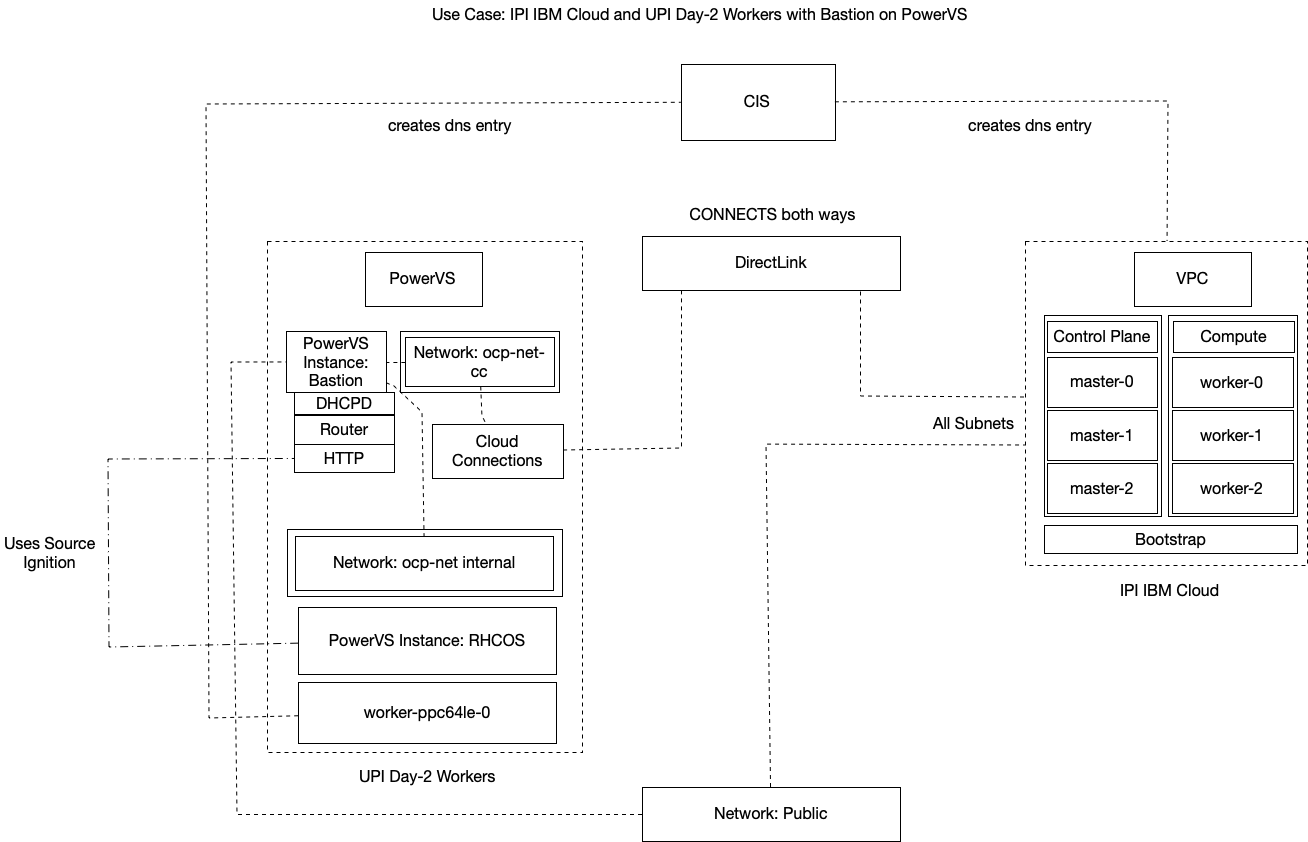 Use Case: IPI IBM Cloud and UPI Day-2 Workers with Bastion on PowerVS
CIS
creates dns entry
creates dns entry
CONNECTS both ways
DirectLink
PowerVS
PowerVS
Instance:
Bastion
DHCPD
Router
HTTP
Network: ocp-net-
cc
Cloud
Connections
Uses Source
Ignition
Network: ocp-net internal
PowerVS Instance: RHCOS
worker-ppc64le-0
UPI Day-2 Workers
VPC
Control Plane
Compute
master-0
worker-0
All Subnets
master-1
worker-1
master-2
worker-2
Bootstrap
IPI IBM Cloud
Network: Public